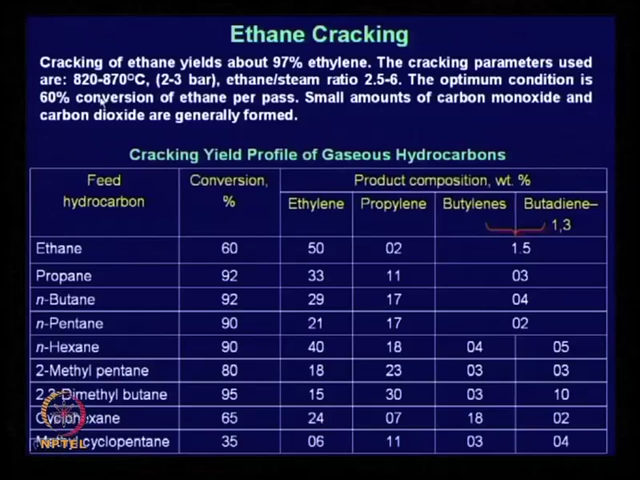 Ethane Cracking
Cracking of ethane yields about 97% ethylene. The cracking parameters used
are: 820-870ºC, (2-3 bar), ethane/steam ratio 2.5-6. The optimum condition is
60% conversion of ethane per pass. Small amounts of carbon monoxide and
carbon dioxide are generally formed.
Cracking Yield Profile of Gaseous Hydrocarbons
Feed hydrocarbon Conversion, % Product composition, wt. %
Ethylene Propylene Butylenes Butadiene–1,3
Ethane 60 50 02 1.5
Propane 92 33 11 03
n-Butane 92 29 17 04
n-Pentane 90 21 17 02
n-Hexane 90 40 18 04 05
2-Methyl pentane 80 18 23 03 03
2,3-Dimethyl butane 95 15 30 03 10
Cyclohexane 65 24 07 18 02
Methyl cyclopentane 35 06 11 03 04
NPTEL